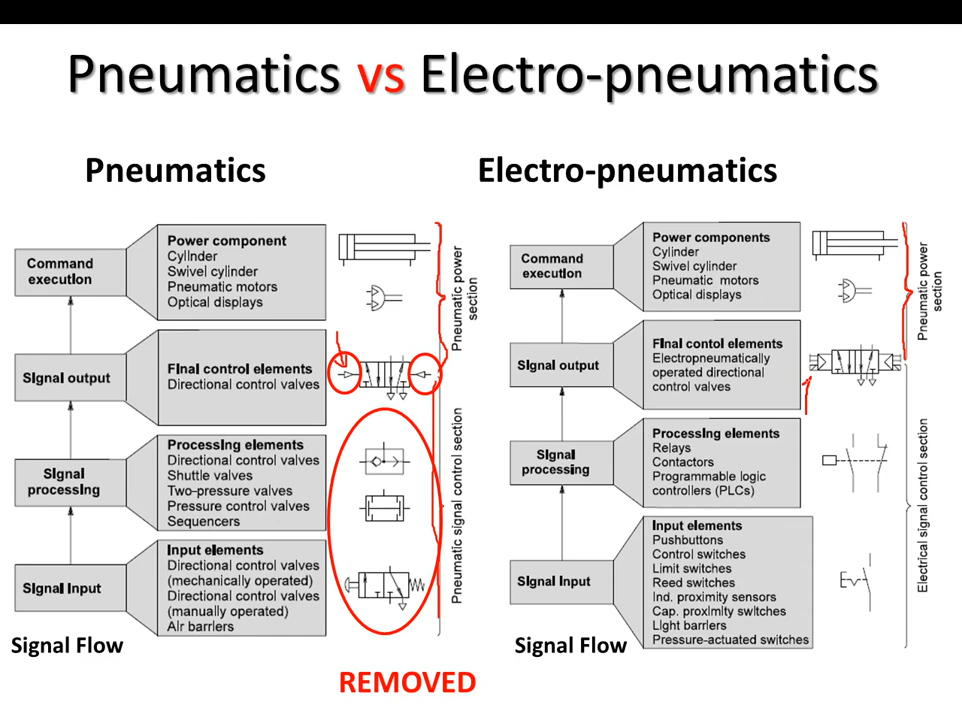 Pneumatics vs Electro-pneumatics
Pneumatics
Command
execution
Power component
Cylinder
Swivel cylinder
Pneumatic motors
Optical displays
Pneumatic power
section
Signal output
Final control elements
Directional control valves
Signal
processing
Processing elements
Directional control valves
Shuttle valves
Two-pressure valves
Pressure control valves
Sequencers
Pneumatic signal control section
Signal Input
Input elements
Directional control valves
(mechanically operated)
Directional control valves
(manually operated)
Air barriers
Signal Flow
REMOVED
Electro-pneumatics
Command
execution
Power components
Cylinder
Swivel cylinder
Pneumatic motors
Optical displays
Pneumatic power
section
Signal output
Final contol elements
Electropneumatically
operated directional
control valves
Signal
processing
Processing elements
Relays
Contactors
Programmable logic
controllers (PLCs)
Electrical signal control section
Signal Input
Input elements
Pushbuttons
Control switches
Limit switches
Reed switches
Ind. proximity sensors
Cap. proximity switches
Light barriers
Pressure-actuated switches
Signal Flow